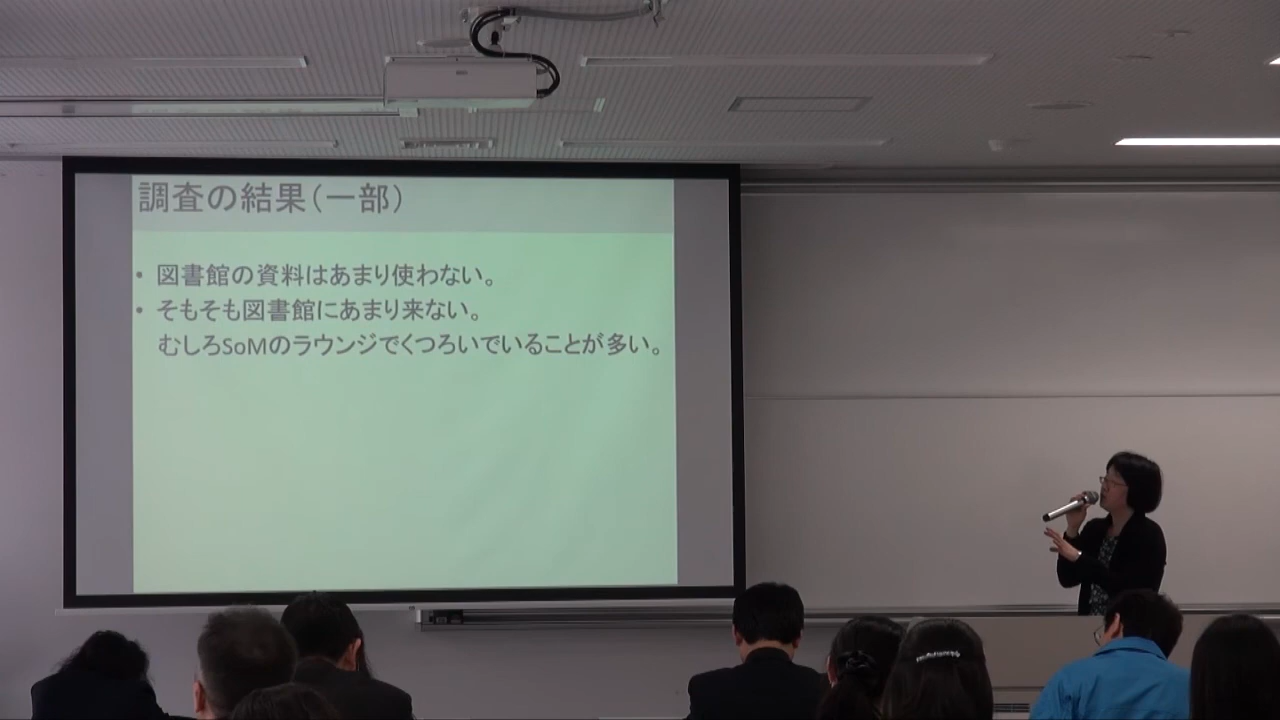 調査の結果（一部）
• 図書館の資料はあまり使わない。
• そもそも図書館にあまり来ない。
むしろSoMのラウンジでくつろいでいることが多い。